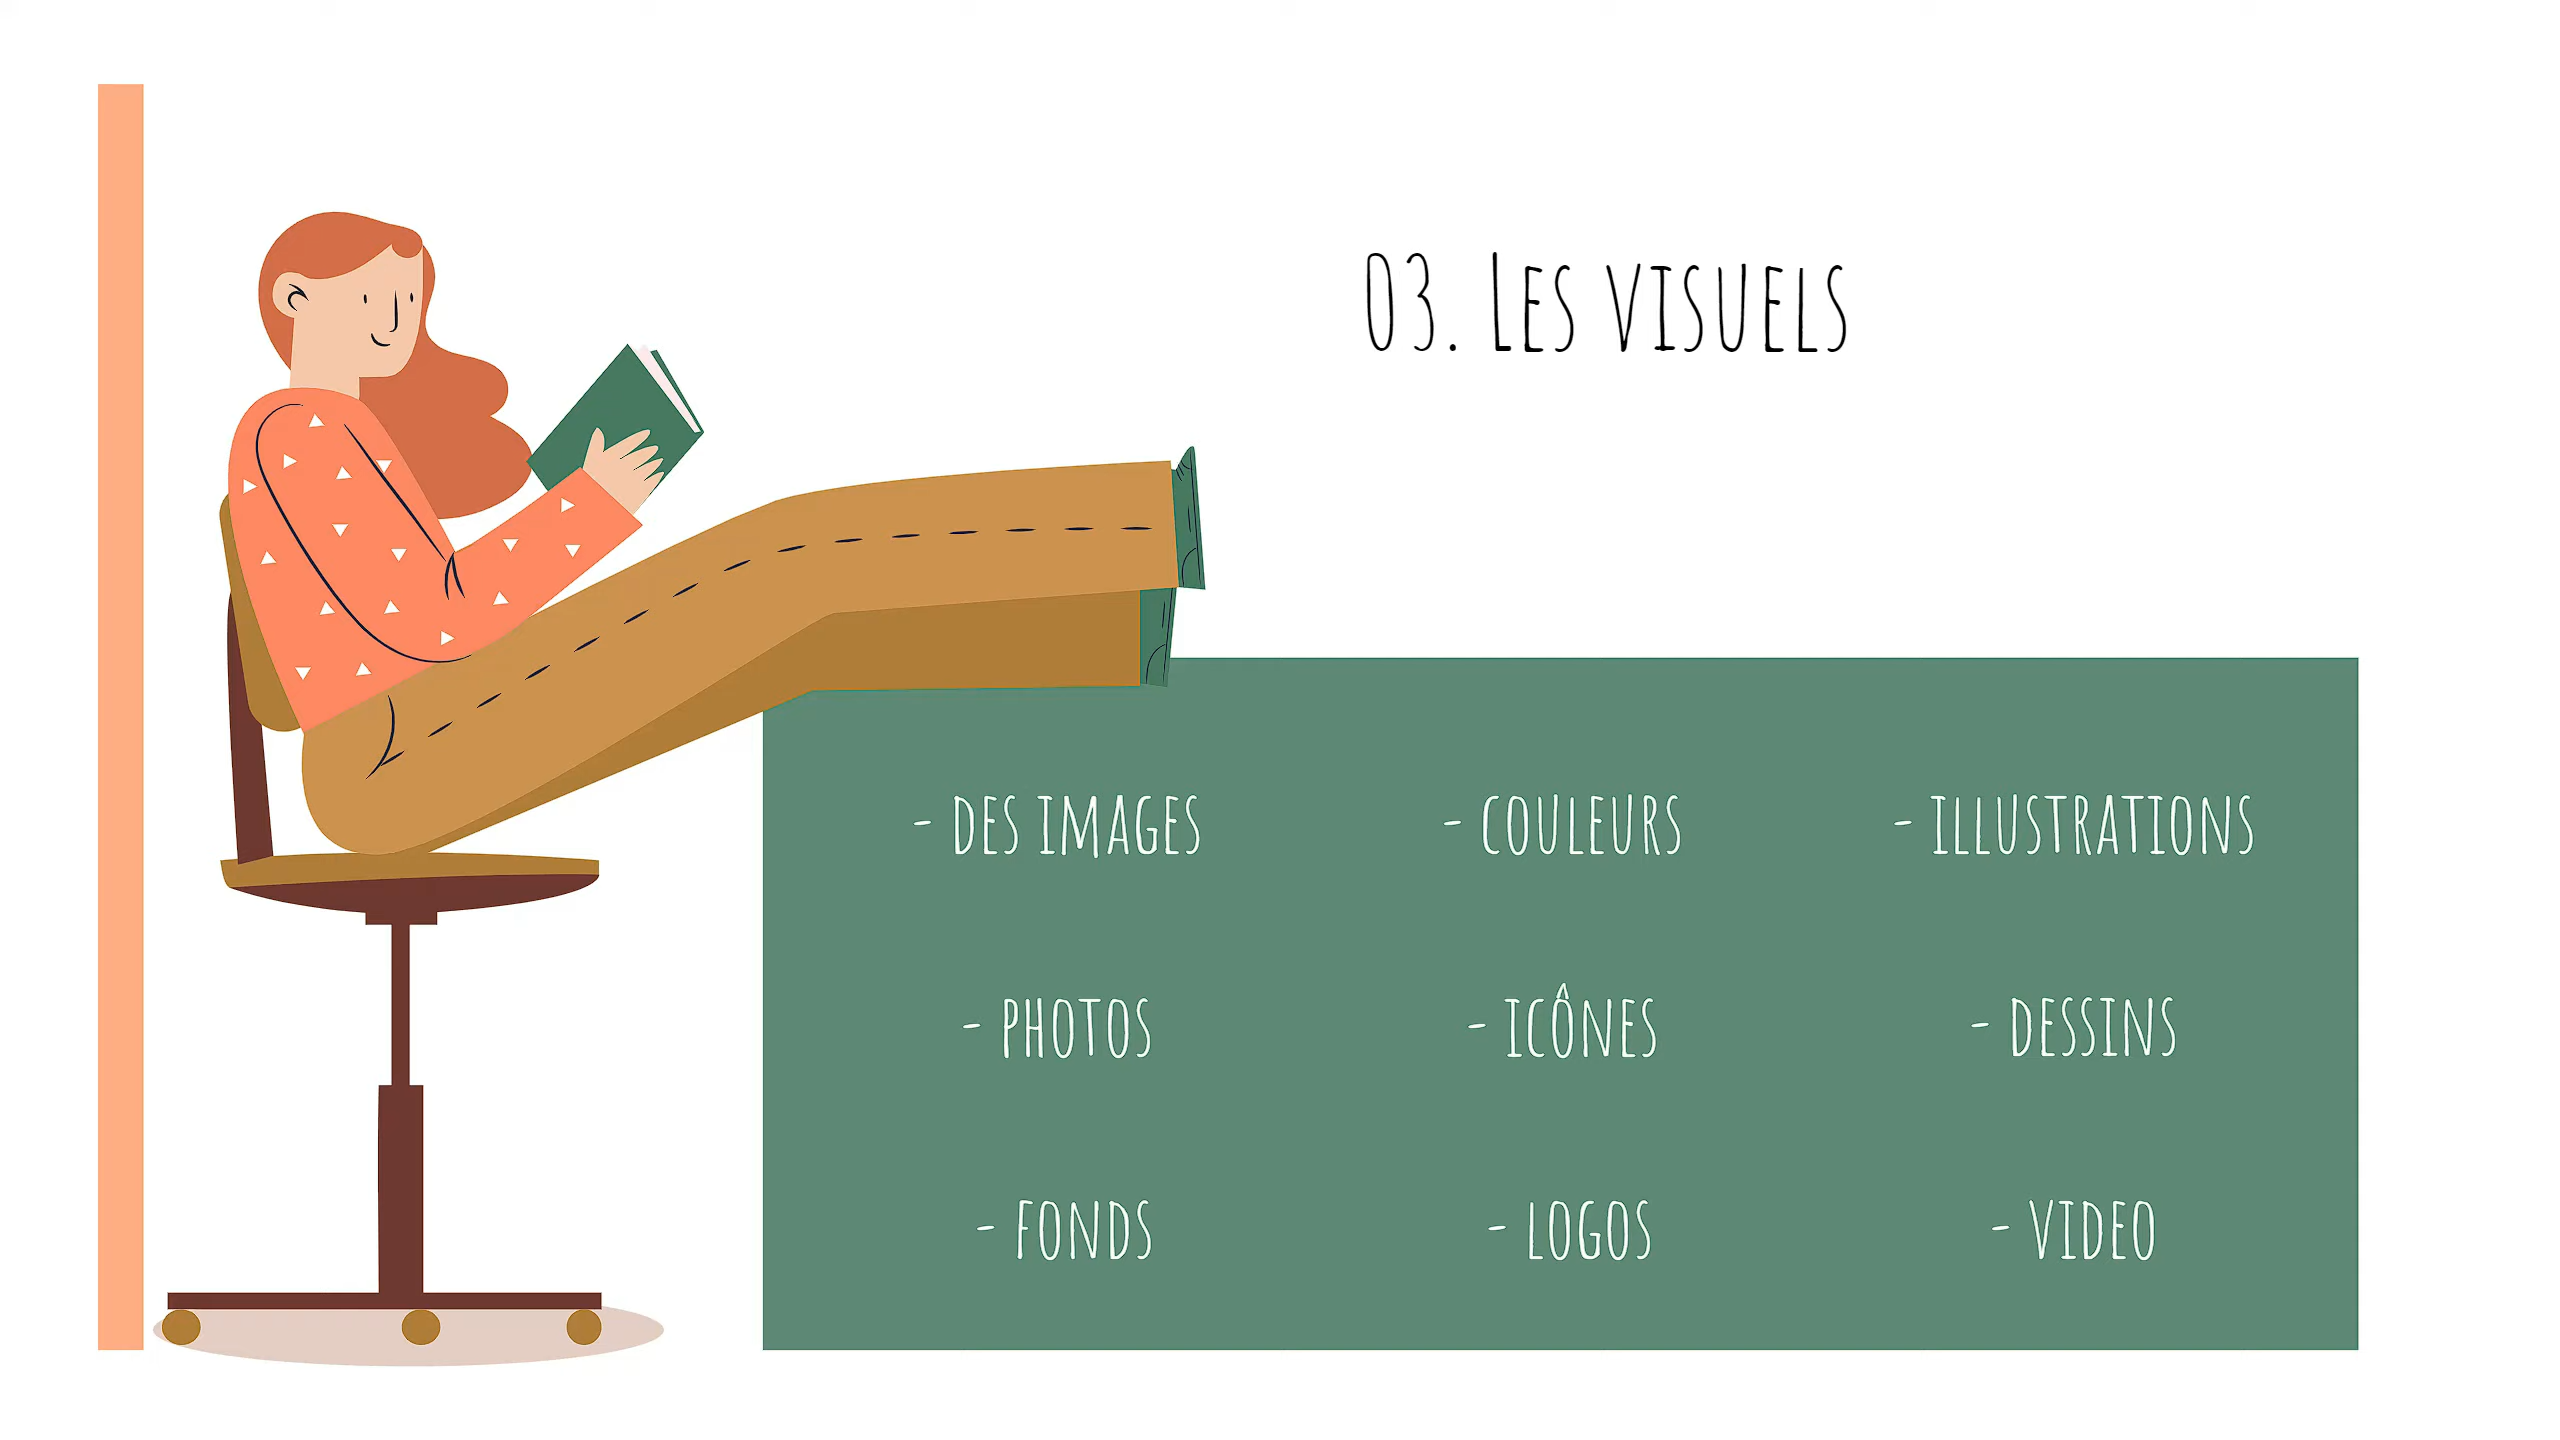 03. Les visuels
- DES IMAGES
- COULEURS
- ILLUSTRATIONS
- PHOTOS
- ICÔNES
- DESSINS
- FONDS
- LOGOS
- VIDEO